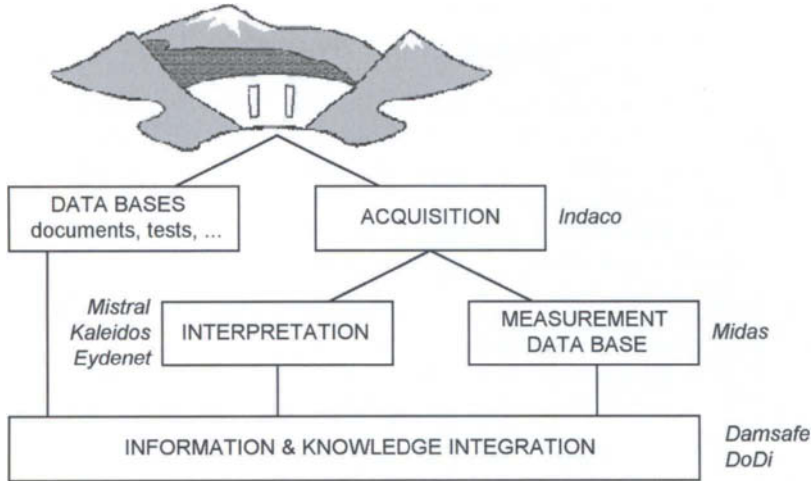 DATA BASES
documents, tests, ...
ACQUISITION
Indaco
Mistral
Kaleidos
Eydenet
INTERPRETATION
MEASUREMENT
DATA BASE
Midas
INFORMATION & KNOWLEDGE INTEGRATION
Damsafe
DoDi